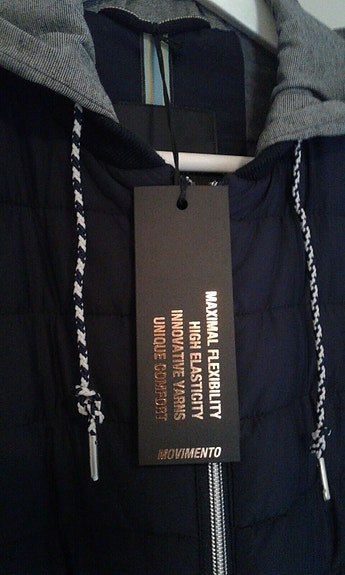 MAXIMAL FLEXIBILITY
HIGH ELASTICITY
INNOVATIVE YARNS
UNIQUE COMFORT
MOVIMENTO